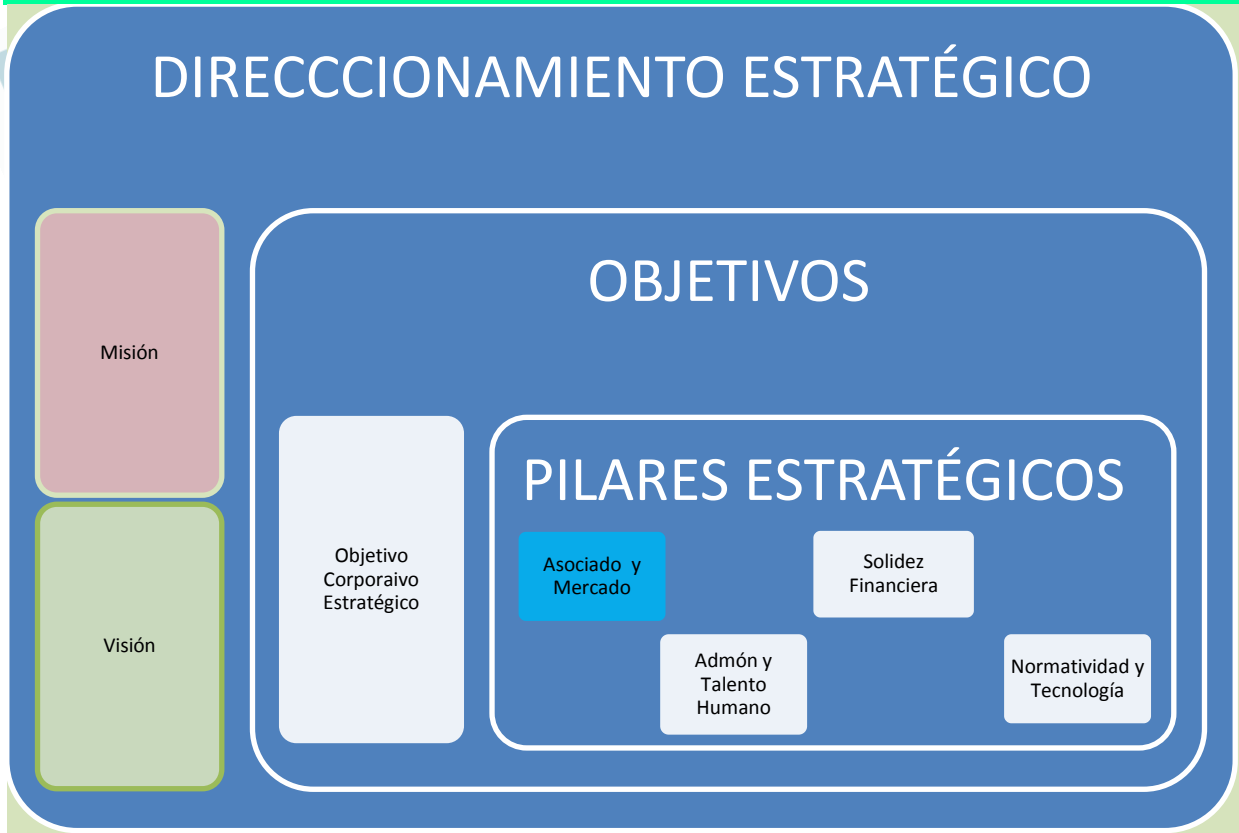 DIRECCCIONAMIENTO ESTRATÉGICO
Misión
Visión
OBJETIVOS
Objetivo
Corporaivo
Estratégico
PILARES ESTRATÉGICOS
Asociado y
Mercado
Admón y
Talento
Humano
Solidez
Financiera
Normatividad y
Tecnología